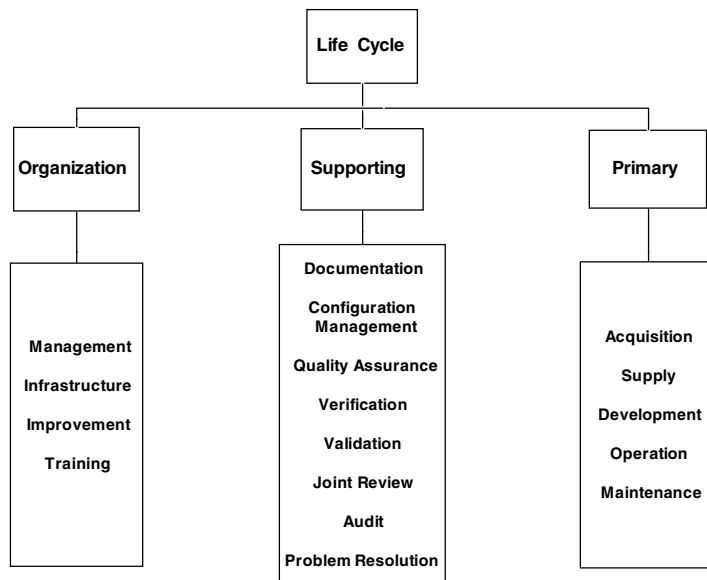 Life Cycle
Organization
Supporting
Primary
Management
Infrastructure
Improvement
Training
Documentation
Configuration
Management
Quality Assurance
Verification
Validation
Joint Review
Audit
Problem Resolution
Acquisition
Supply
Development
Operation
Maintenance